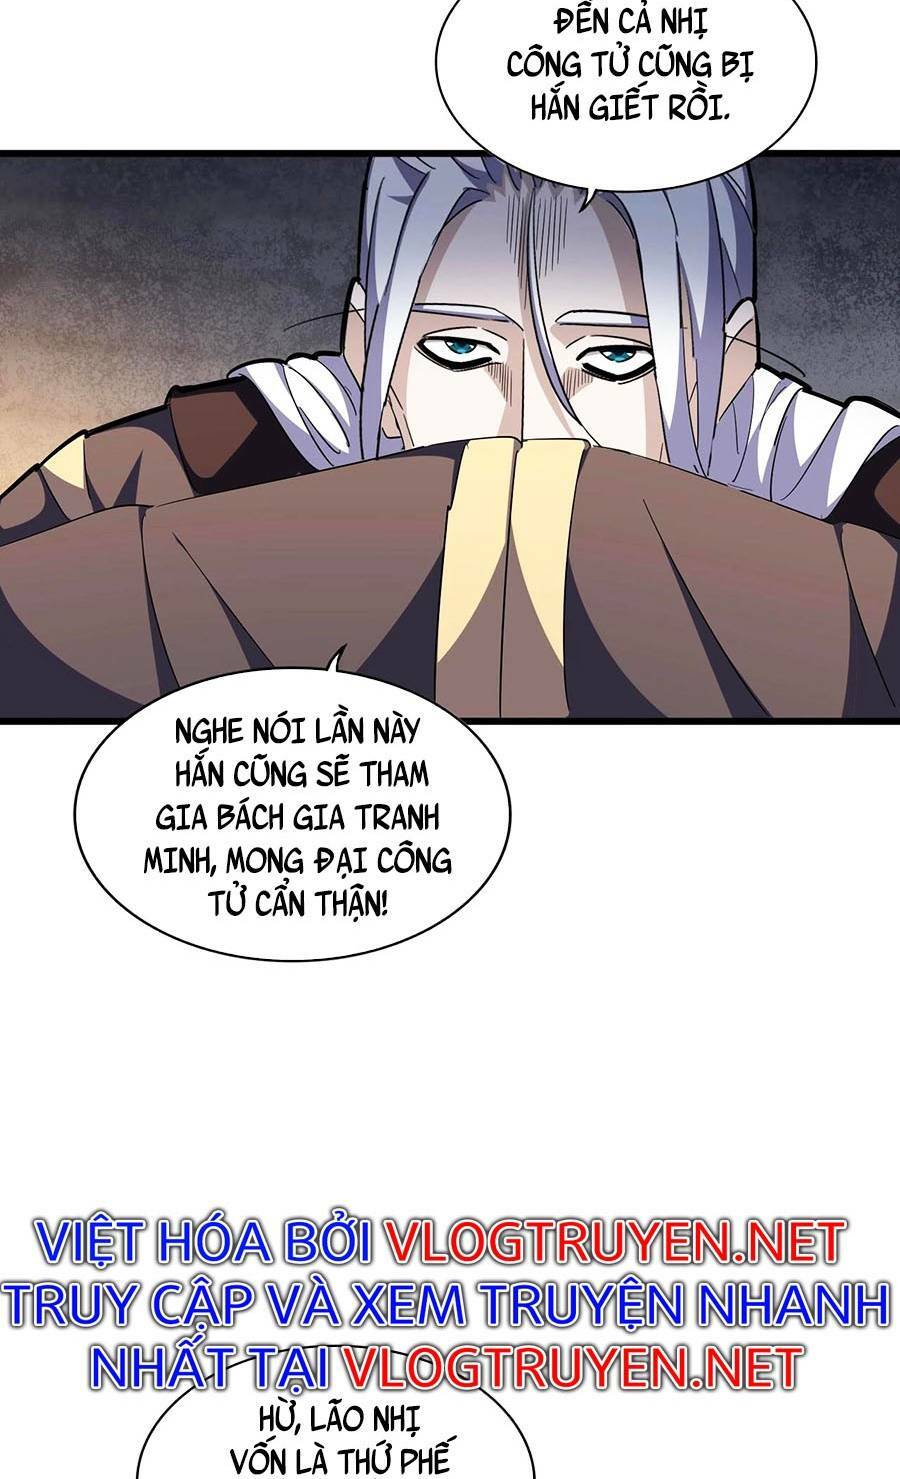 ĐẾN CẢ NHỊ
CÔNG TỬ CŨNG BỊ
HẮN GIẾT RỒI.
NGHE NÓI LẦN NÀY
HẮN CŨNG SẼ THAM
GIA BÁCH GIA TRANH
MINH, MONG ĐẠI CÔNG
TỬ CẨN THẬN!
VIỆT HÓA BỞI VLOGTRUYEN.NET
TRUY CẬP VÀ XEM TRUYỆN NHANH
NHẤT TẠI VLOGTRUYEN.NET
HỪ, LÃO NHỊ
VỐN LÀ THỨ PHẾ